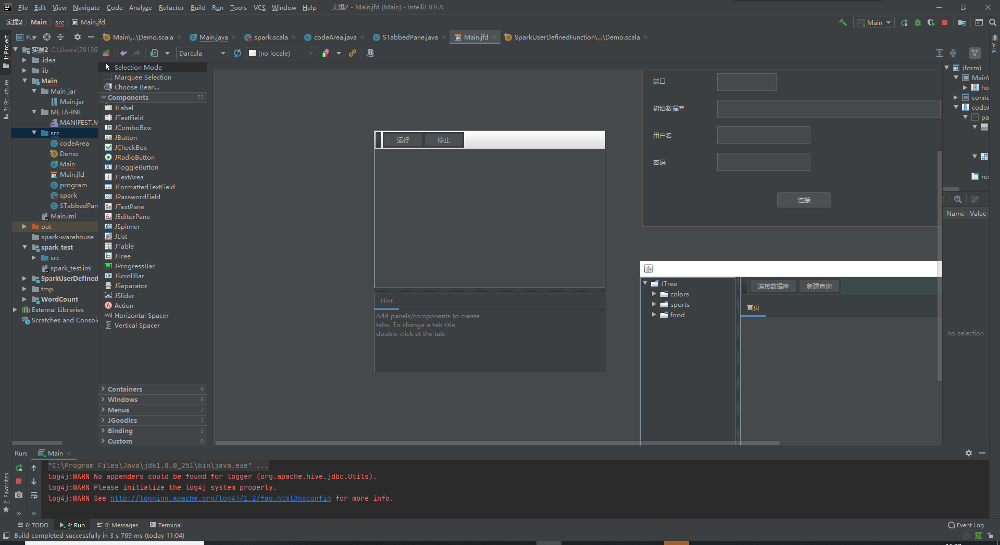 File Edit View Navigate Code Analyze Refactor Build Run Tools VCS Window Help 实操2 - Main.jfd [Main] - IntelliJ IDEA
实操2 Main src Main.jfd Main
P.. Main\...\Demo.scala Main.java spark.scala codeArea.java STabbedPane.java Main.jfd SparkUserDefinedFunction\...\Demo.scala
Darcula (no locale)
1: Project
7: Structure
2: Favorites
Ant
实操2 C:\Users\78136
.idea
lib
Main
Main_jar
Main.jar
META-INF
MANIFEST.M
src
codeArea
Demo
Main
Main.jfd
program
spark
STabbedPan
Main.iml
out
spark-warehouse
spark_test
src
spark_test.iml
SparkUserDefined
tmp
WordCount
External Libraries
Scratches and Consol
Selection Mode
Marquee Selection
Choose Bean...
Components 23
JLabel
JTextField
JComboBox
JButton
JCheckBox
JRadioButton
JToggleButton
JTextArea
JFormattedTextField
JPasswordField
JTextPane
JEditorPane
JSpinner
JList
JTable
JTree
JProgressBar
JScrollBar
JSeparator
JSlider
Action
Horizontal Spacer
Vertical Spacer
Containers 9
Windows 6
Menus 7
JGoodies 3
Binding 3
Custom 0
运行 停止
Hint
Add panels/components to create
tabs. To change a tab title,
double-click at the tab.
端口
初始数据库
用户名
密码
连接
JTree
colors
sports
food
连接数据库 新建查询
首页
(form)
MainV
ho
conne
codeA
pa
res
Name Value
no selection
Run: Main
"C:\Program Files\Java\jdk1.8.0_251\bin\java.exe" ...
log4j:WARN No appenders could be found for logger (org.apache.hive.jdbc.Utils).
log4j:WARN Please initialize the log4j system properly.
log4j:WARN See http://logging.apache.org/log4j/1.2/faq.html#noconfig for more info.
6: TODO 4: Run 0: Messages Terminal Event Log
Build completed successfully in 3 s 769 ms (today 11:04)